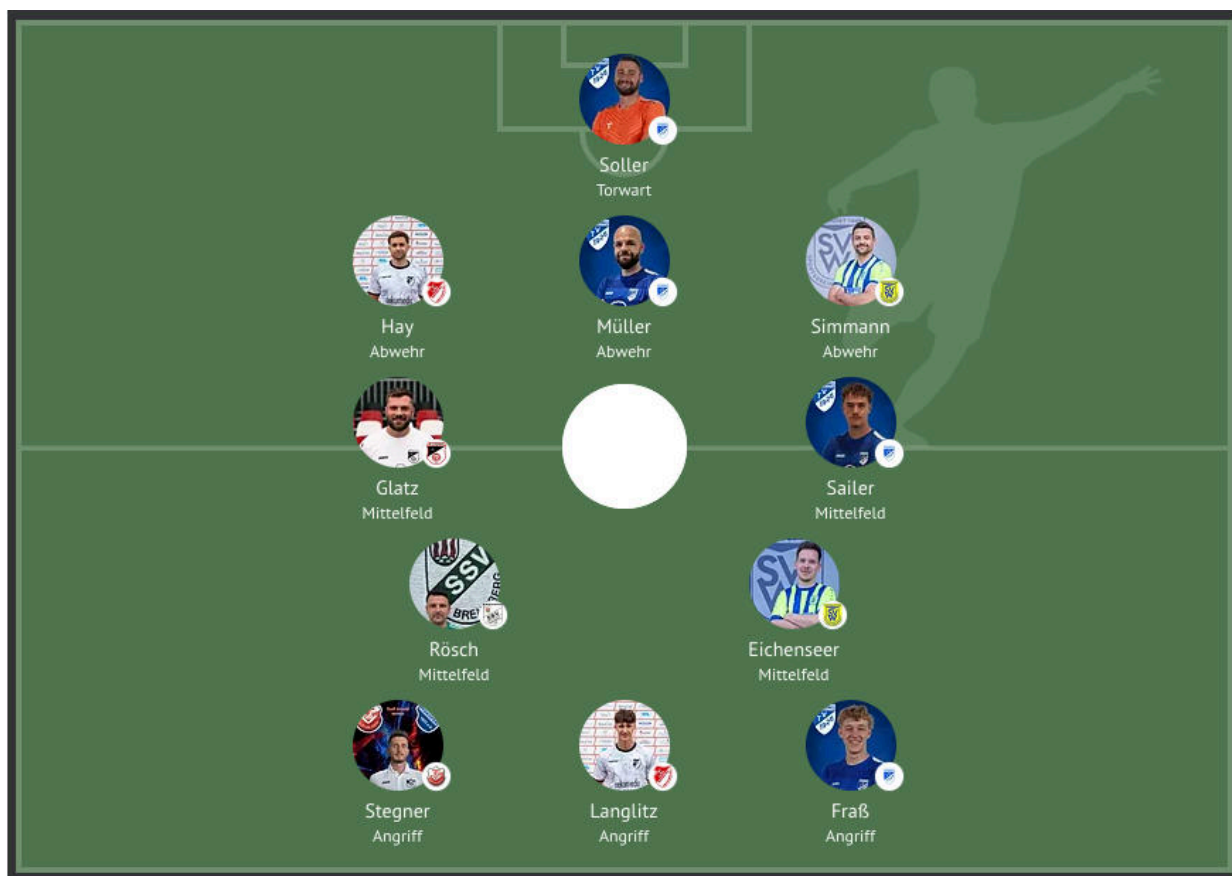 Soller
Torwart
Hay
Abwehr
Müller
Abwehr
Simmann
Abwehr
Glatz
Mittelfeld
Sailer
Mittelfeld
SSV
Rösch
Mittelfeld
Eichenseer
Mittelfeld
Stegner
Angriff
Langlitz
Angriff
Fraß
Angriff